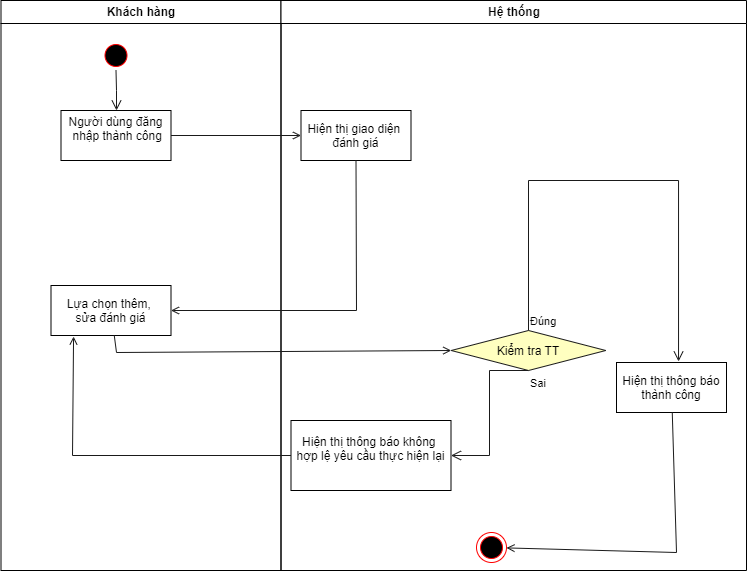 Khách hàng
Hệ thống
Người dùng đăng
nhập thành công
Hiện thị giao diện
đánh giá
Lựa chọn thêm,
sửa đánh giá
Đúng
Kiểm tra TT
Sai
Hiện thị thông báo
thành công
Hiện thị thông báo không
hợp lệ yêu cầu thực hiện lại